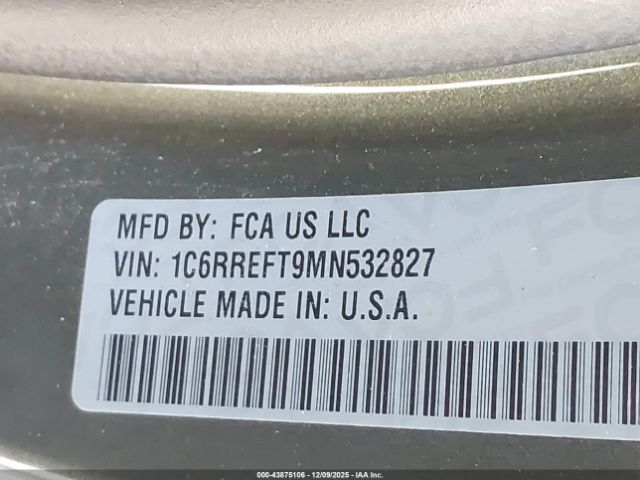 MFD BY: FCA US LLC
VIN: 1C6RREFT9MN532827
VEHICLE MADE IN: U.S.A.
000-43875106 - 12/09/2025 - IAA Inc.